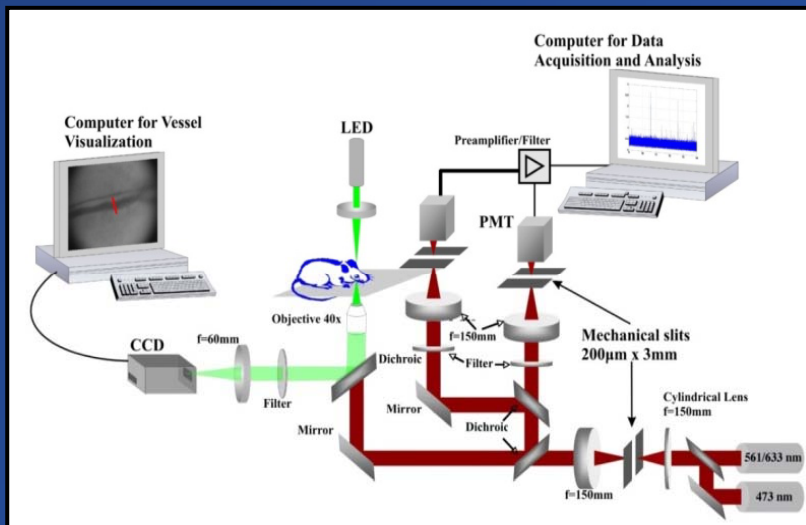 Computer for Data
Acquisition and Analysis
Computer for Vessel
Visualization
LED
Preamplifier/Filter
PMT
Objective 40x
f=60mm
CCD
Filter
Dichroic
f=150mm
Filter
Mechanical slits
200µm x 3mm
Mirror
Mirror
Dichroic
Cylindrical Lens
f=150mm
f=150mm
561/633 nm
473 nm